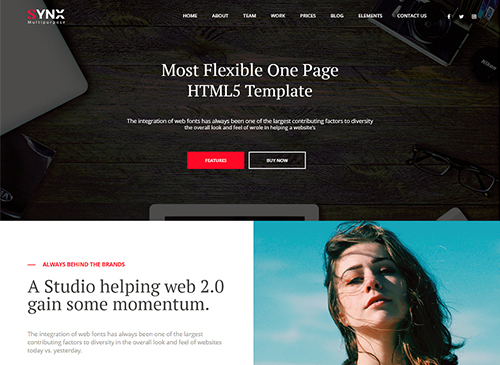 SYNX
Multipurpose
HOME ABOUT TEAM WORK PRICES BLOG ELEMENTS CONTACT US
Most Flexible One Page
HTML5 Template
The integration of web fonts has always been one of the largest contributing factors to diversity
the overall look and feel of wrole in helping a website's
FEATURES BUY NOW
ALWAYS BEHIND THE BRANDS
A Studio helping web 2.0
gain some momentum.
The integration of web fonts has always been one of the largest
contributing factors to diversity in the overall look and feel of websites
today vs. yesterday.